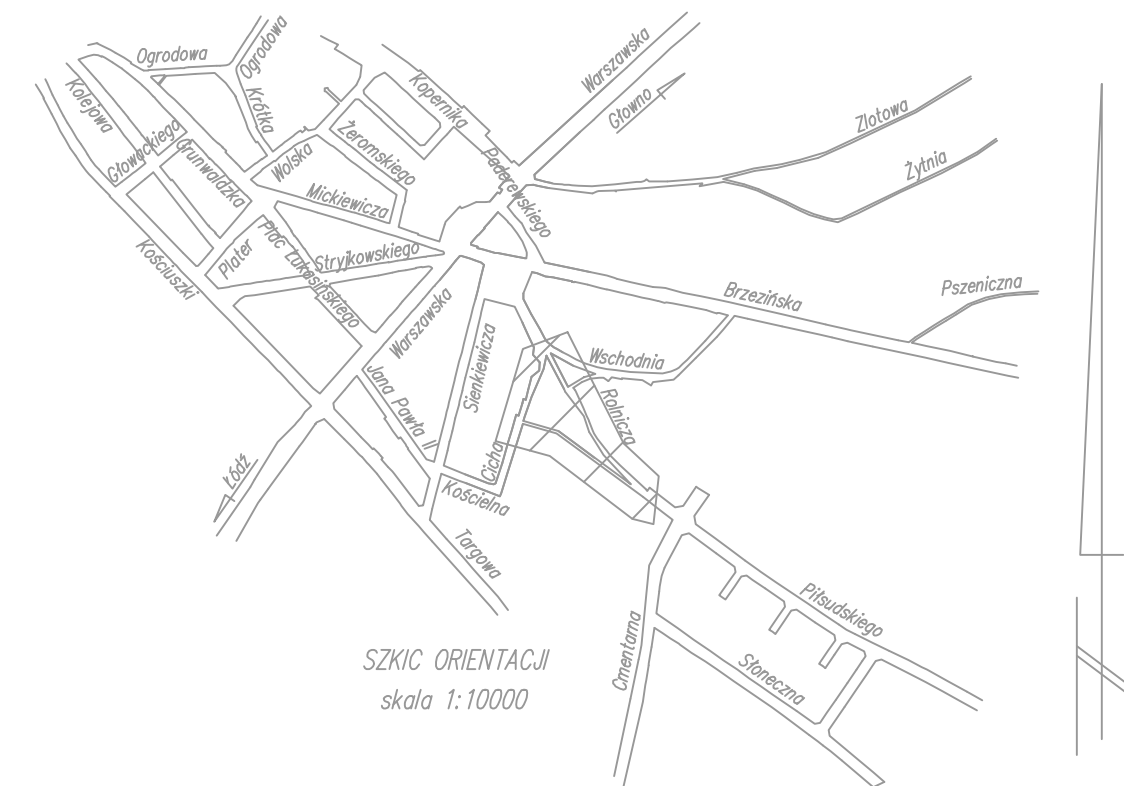 Ogrodowa
Ogrodowa
Warszawska
Kolejowa
Krótka
Kopernika
Głowno
Zlotowa
Głowackiego
Grunwaldzka
Wolska
Żeromskiego
Paderewskiego
Żytnia
Mickiewicza
Kościuszki
Plater
Plac Łukasińskiego
Stryjkowskiego
Brzezińska
Pszeniczna
Warszawska
Sienkiewicza
Wschodnia
Jana Pawła II
Rolnicza
Łódź
Cicha
Kościelna
Targowa
Piłsudskiego
Cmentarna
Słoneczna
SZKIC ORIENTACJI
skala 1:10000